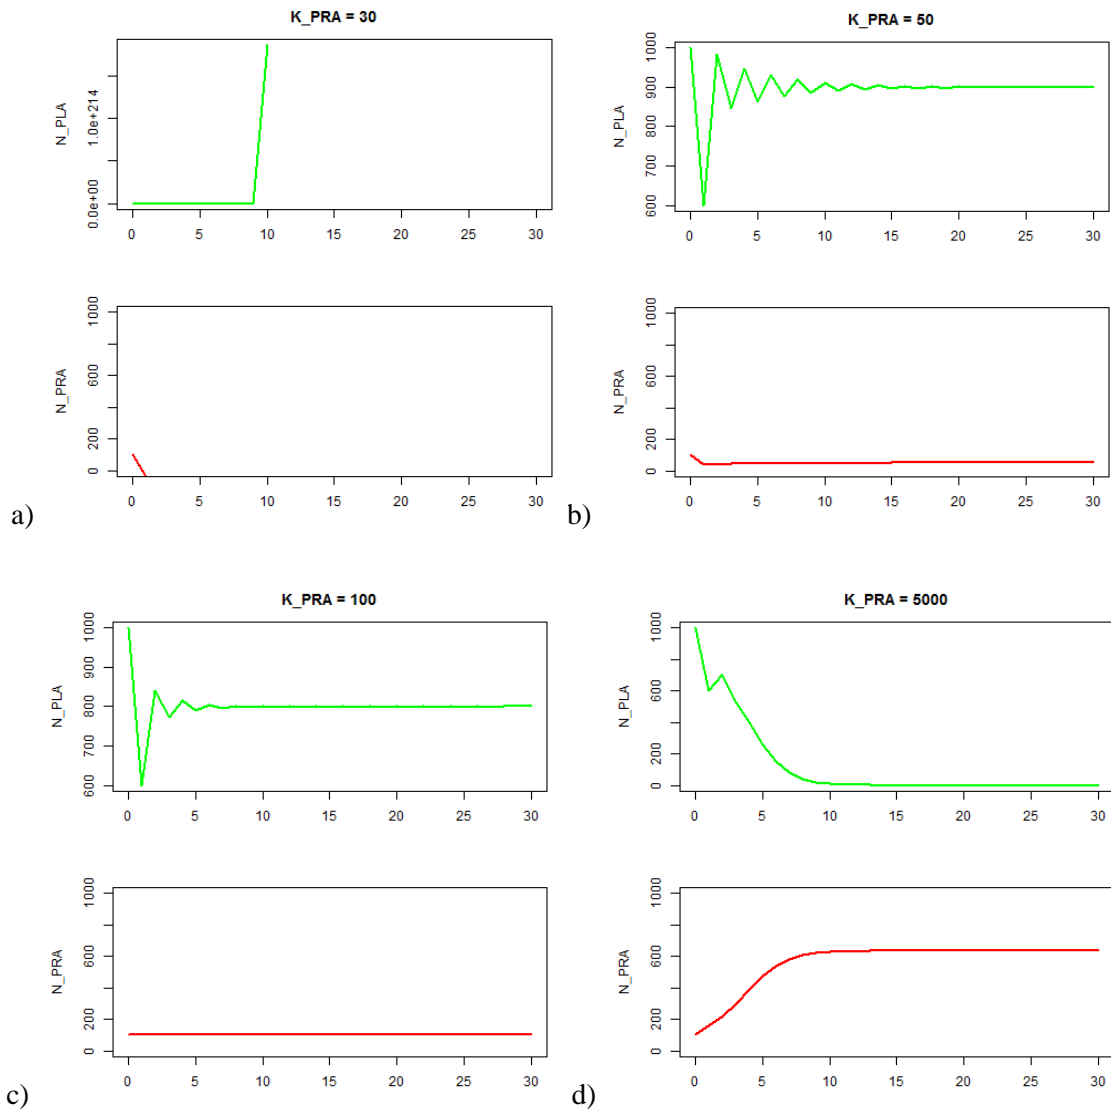 K_PRA = 30
N_PLA
0.0e+00 1.0e+214
0 5 10 15 20 25 30
N_PRA
0 200 600 1000
0 5 10 15 20 25 30
a)
K_PRA = 50
N_PLA
600 700 800 900 1000
0 5 10 15 20 25 30
N_PRA
0 200 600 1000
0 5 10 15 20 25 30
b)
K_PRA = 100
N_PLA
600 700 800 900 1000
0 5 10 15 20 25 30
N_PRA
0 200 600 1000
0 5 10 15 20 25 30
c)
K_PRA = 5000
N_PLA
0 200 600 1000
0 5 10 15 20 25 30
N_PRA
0 200 600 1000
0 5 10 15 20 25 30
d)